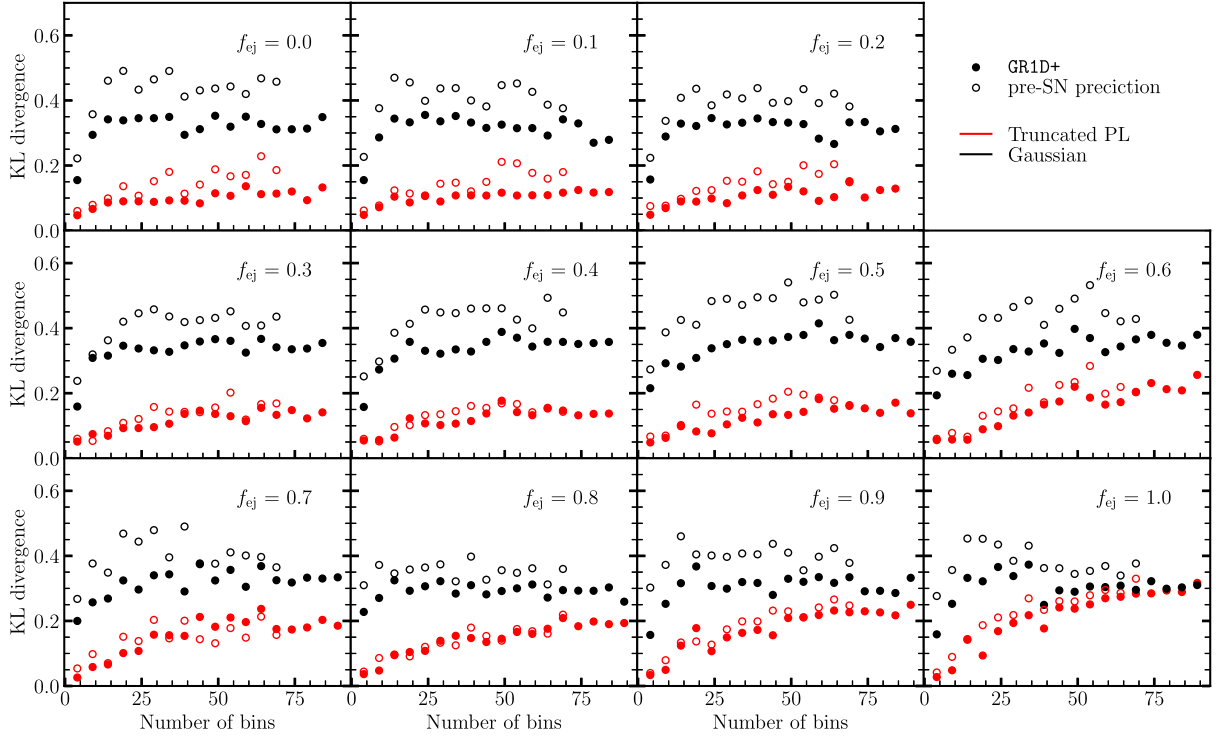 KL divergence
0.6
0.4
0.2
0.0
f_ej = 0.0
f_ej = 0.1
f_ej = 0.2
GR1D+
pre-SN preciction
Truncated PL
Gaussian
KL divergence
0.6
0.4
0.2
0.0
f_ej = 0.3
f_ej = 0.4
f_ej = 0.5
f_ej = 0.6
KL divergence
0.6
0.4
0.2
0.0
f_ej = 0.7
f_ej = 0.8
f_ej = 0.9
f_ej = 1.0
0 25 50 75
0 25 50 75
25 50 75
25 50 75
Number of bins
Number of bins
Number of bins
Number of bins